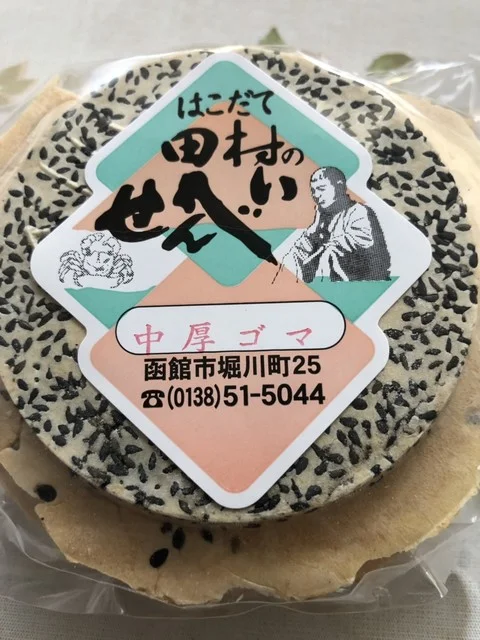 はこだて
田村の
せんべい
中厚ゴマ
函館市堀川町25
☎(0138)51-5044